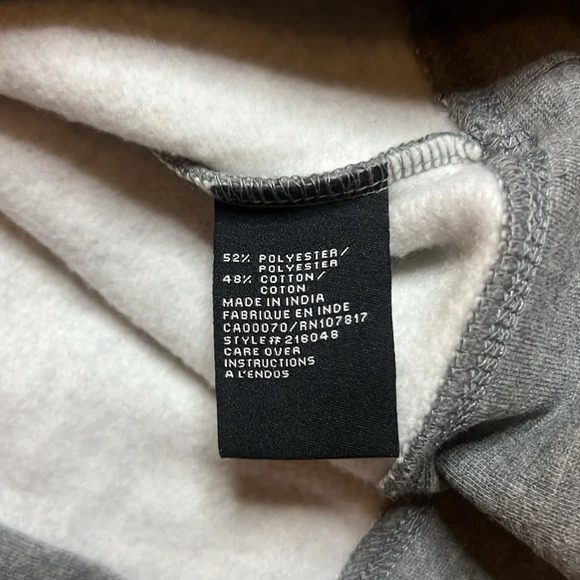 52% POLYESTER/
POLYESTER
48% COTTON/
COTON
MADE IN INDIA
FABRIQUE EN INDE
CA00070/RN107817
STYLE# 216048
CARE OVER
INSTRUCTIONS
A L'ENDOS